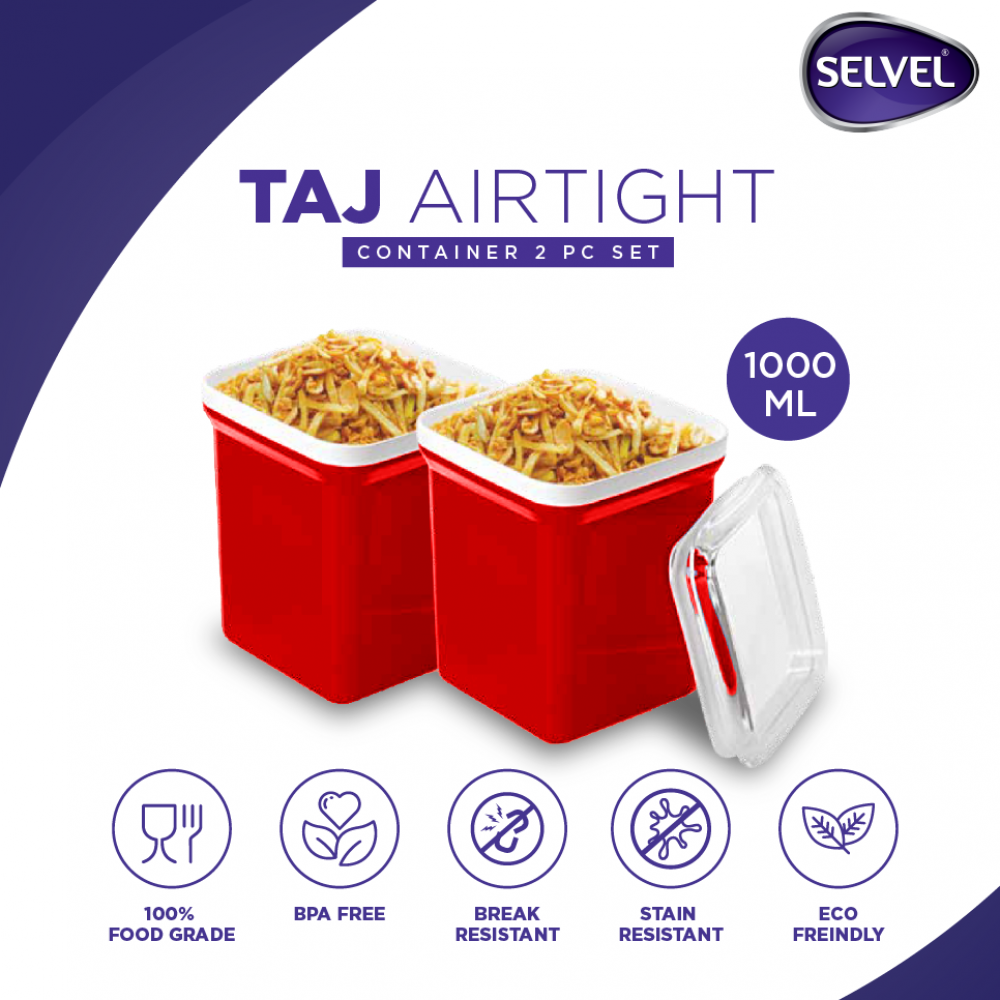 SELVEL®
TAJ AIRTIGHT
CONTAINER 2 PC SET
1000
ML
100%
FOOD GRADE
BPA FREE
BREAK
RESISTANT
STAIN
RESISTANT
ECO
FREINDLY